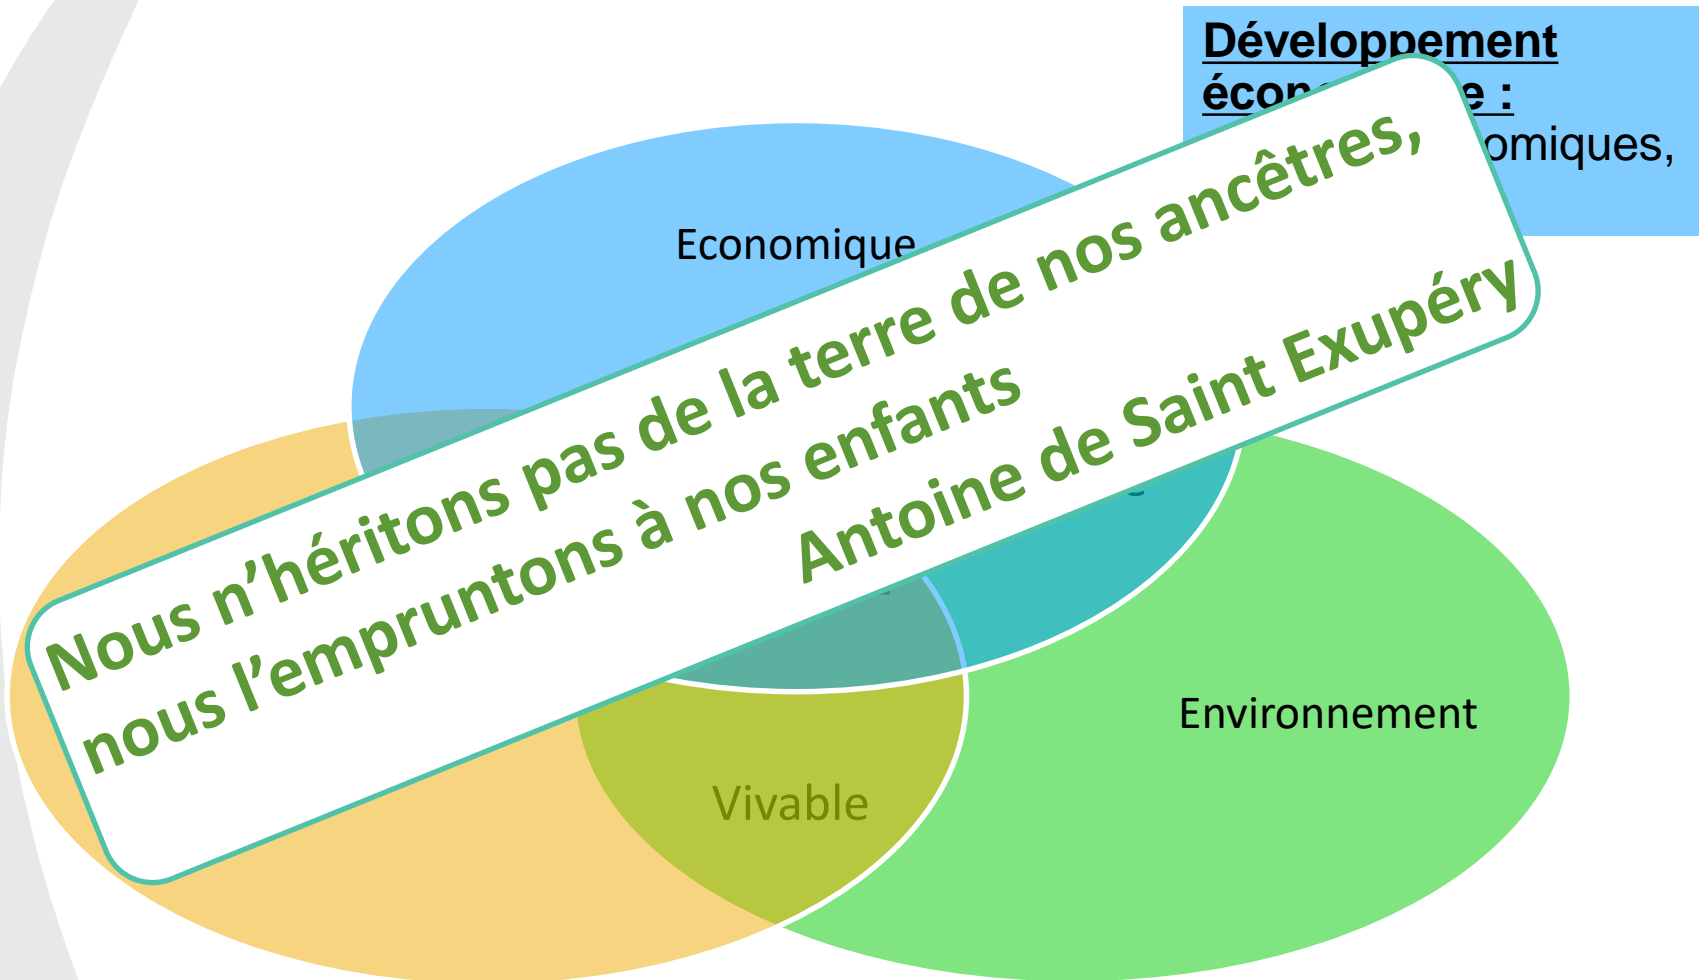 Développement
:
omiques,
Economique
Nous n’héritons pas de la terre de nos ancêtres,
nous l’empruntons à nos enfants
Antoine de Saint Exupéry
Environnement
Vivable